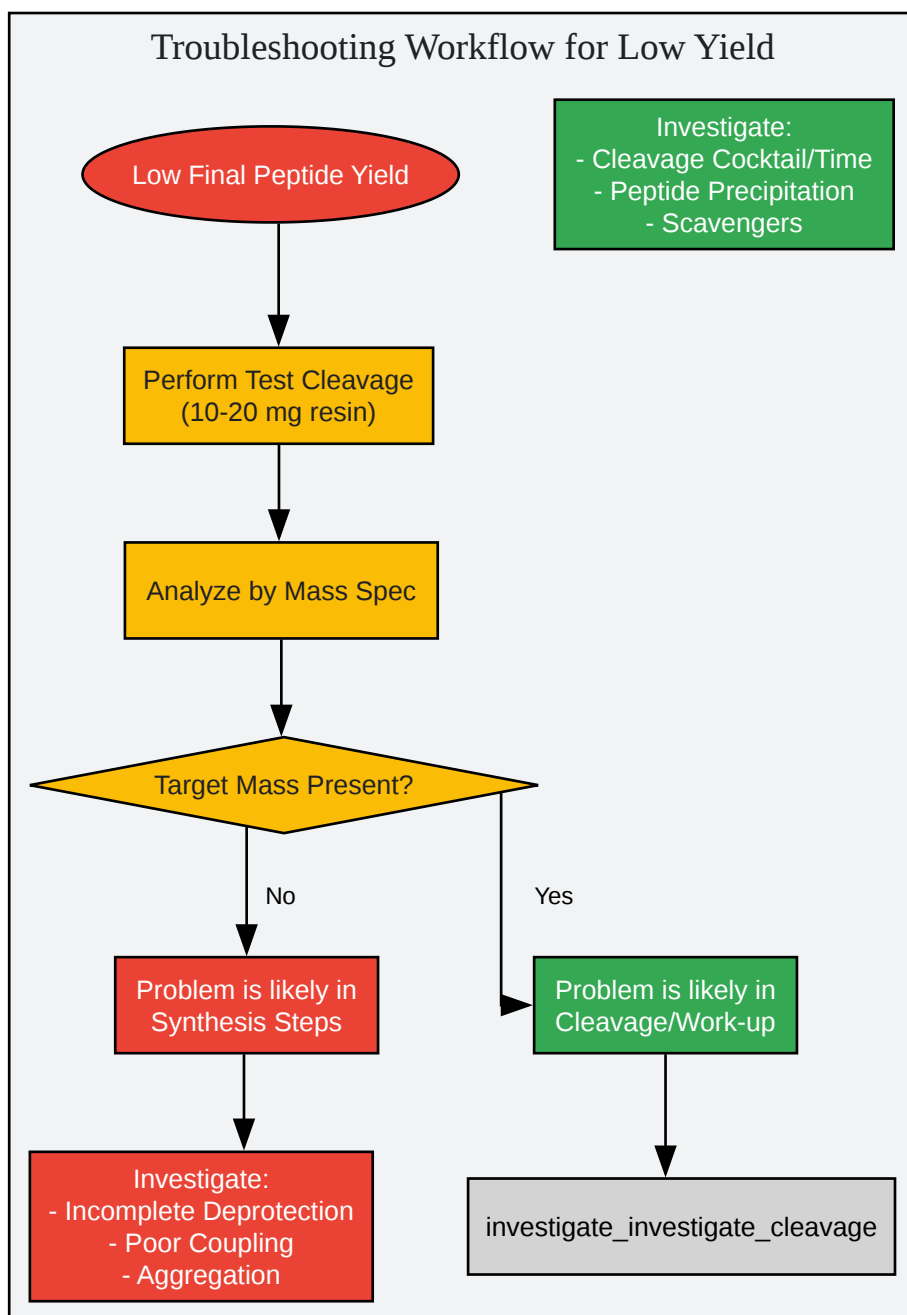 Troubleshooting Workflow for Low Yield
Low Final Peptide Yield
Investigate:
- Cleavage Cocktail/Time
- Peptide Precipitation
- Scavengers
Perform Test Cleavage
(10-20 mg resin)
Analyze by Mass Spec
Target Mass Present?
No
Yes
Problem is likely in
Synthesis Steps
Problem is likely in
Cleavage/Work-up
Investigate:
- Incomplete Deprotection
- Poor Coupling
- Aggregation
investigate_investigate_cleavage